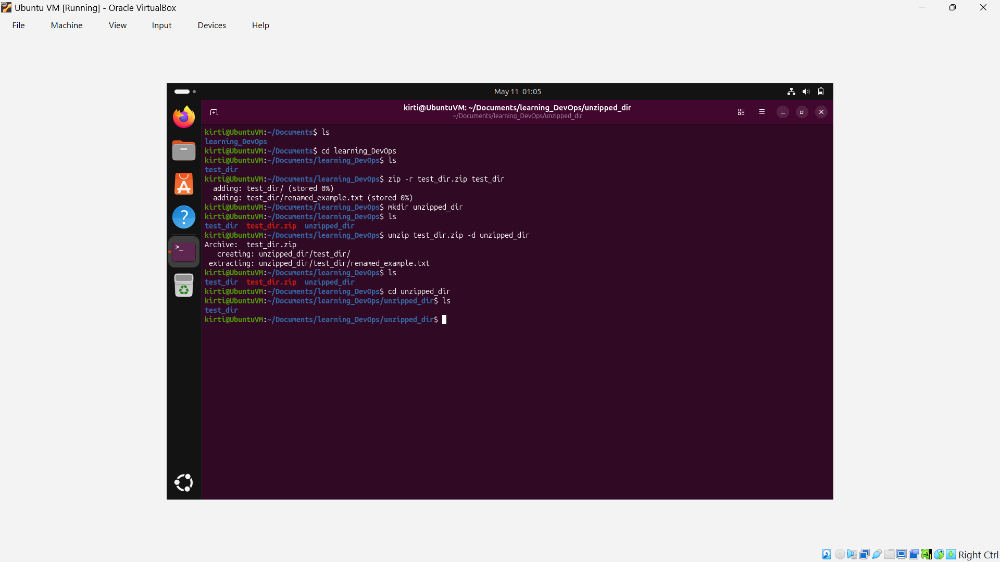 Ubuntu VM [Running] - Oracle VirtualBox
File Machine View Input Devices Help
May 11 01:05
kirti@UbuntuVM: ~/Documents/learning_DevOps/unzipped_dir
~/Documents/learning_DevOps/unzipped_dir
kirti@UbuntuVM:~/Documents$ ls
learning_DevOps
kirti@UbuntuVM:~/Documents$ cd learning_DevOps
kirti@UbuntuVM:~/Documents/learning_DevOps$ ls
test_dir
kirti@UbuntuVM:~/Documents/learning_DevOps$ zip -r test_dir.zip test_dir
  adding: test_dir/ (stored 0%)
  adding: test_dir/renamed_example.txt (stored 0%)
kirti@UbuntuVM:~/Documents/learning_DevOps$ mkdir unzipped_dir
kirti@UbuntuVM:~/Documents/learning_DevOps$ ls
test_dir  test_dir.zip  unzipped_dir
kirti@UbuntuVM:~/Documents/learning_DevOps$ unzip test_dir.zip -d unzipped_dir
Archive:  test_dir.zip
   creating: unzipped_dir/test_dir/
 extracting: unzipped_dir/test_dir/renamed_example.txt
kirti@UbuntuVM:~/Documents/learning_DevOps$ ls
test_dir  test_dir.zip  unzipped_dir
kirti@UbuntuVM:~/Documents/learning_DevOps$ cd unzipped_dir
kirti@UbuntuVM:~/Documents/learning_DevOps/unzipped_dir$ ls
test_dir
kirti@UbuntuVM:~/Documents/learning_DevOps/unzipped_dir$
Right Ctrl